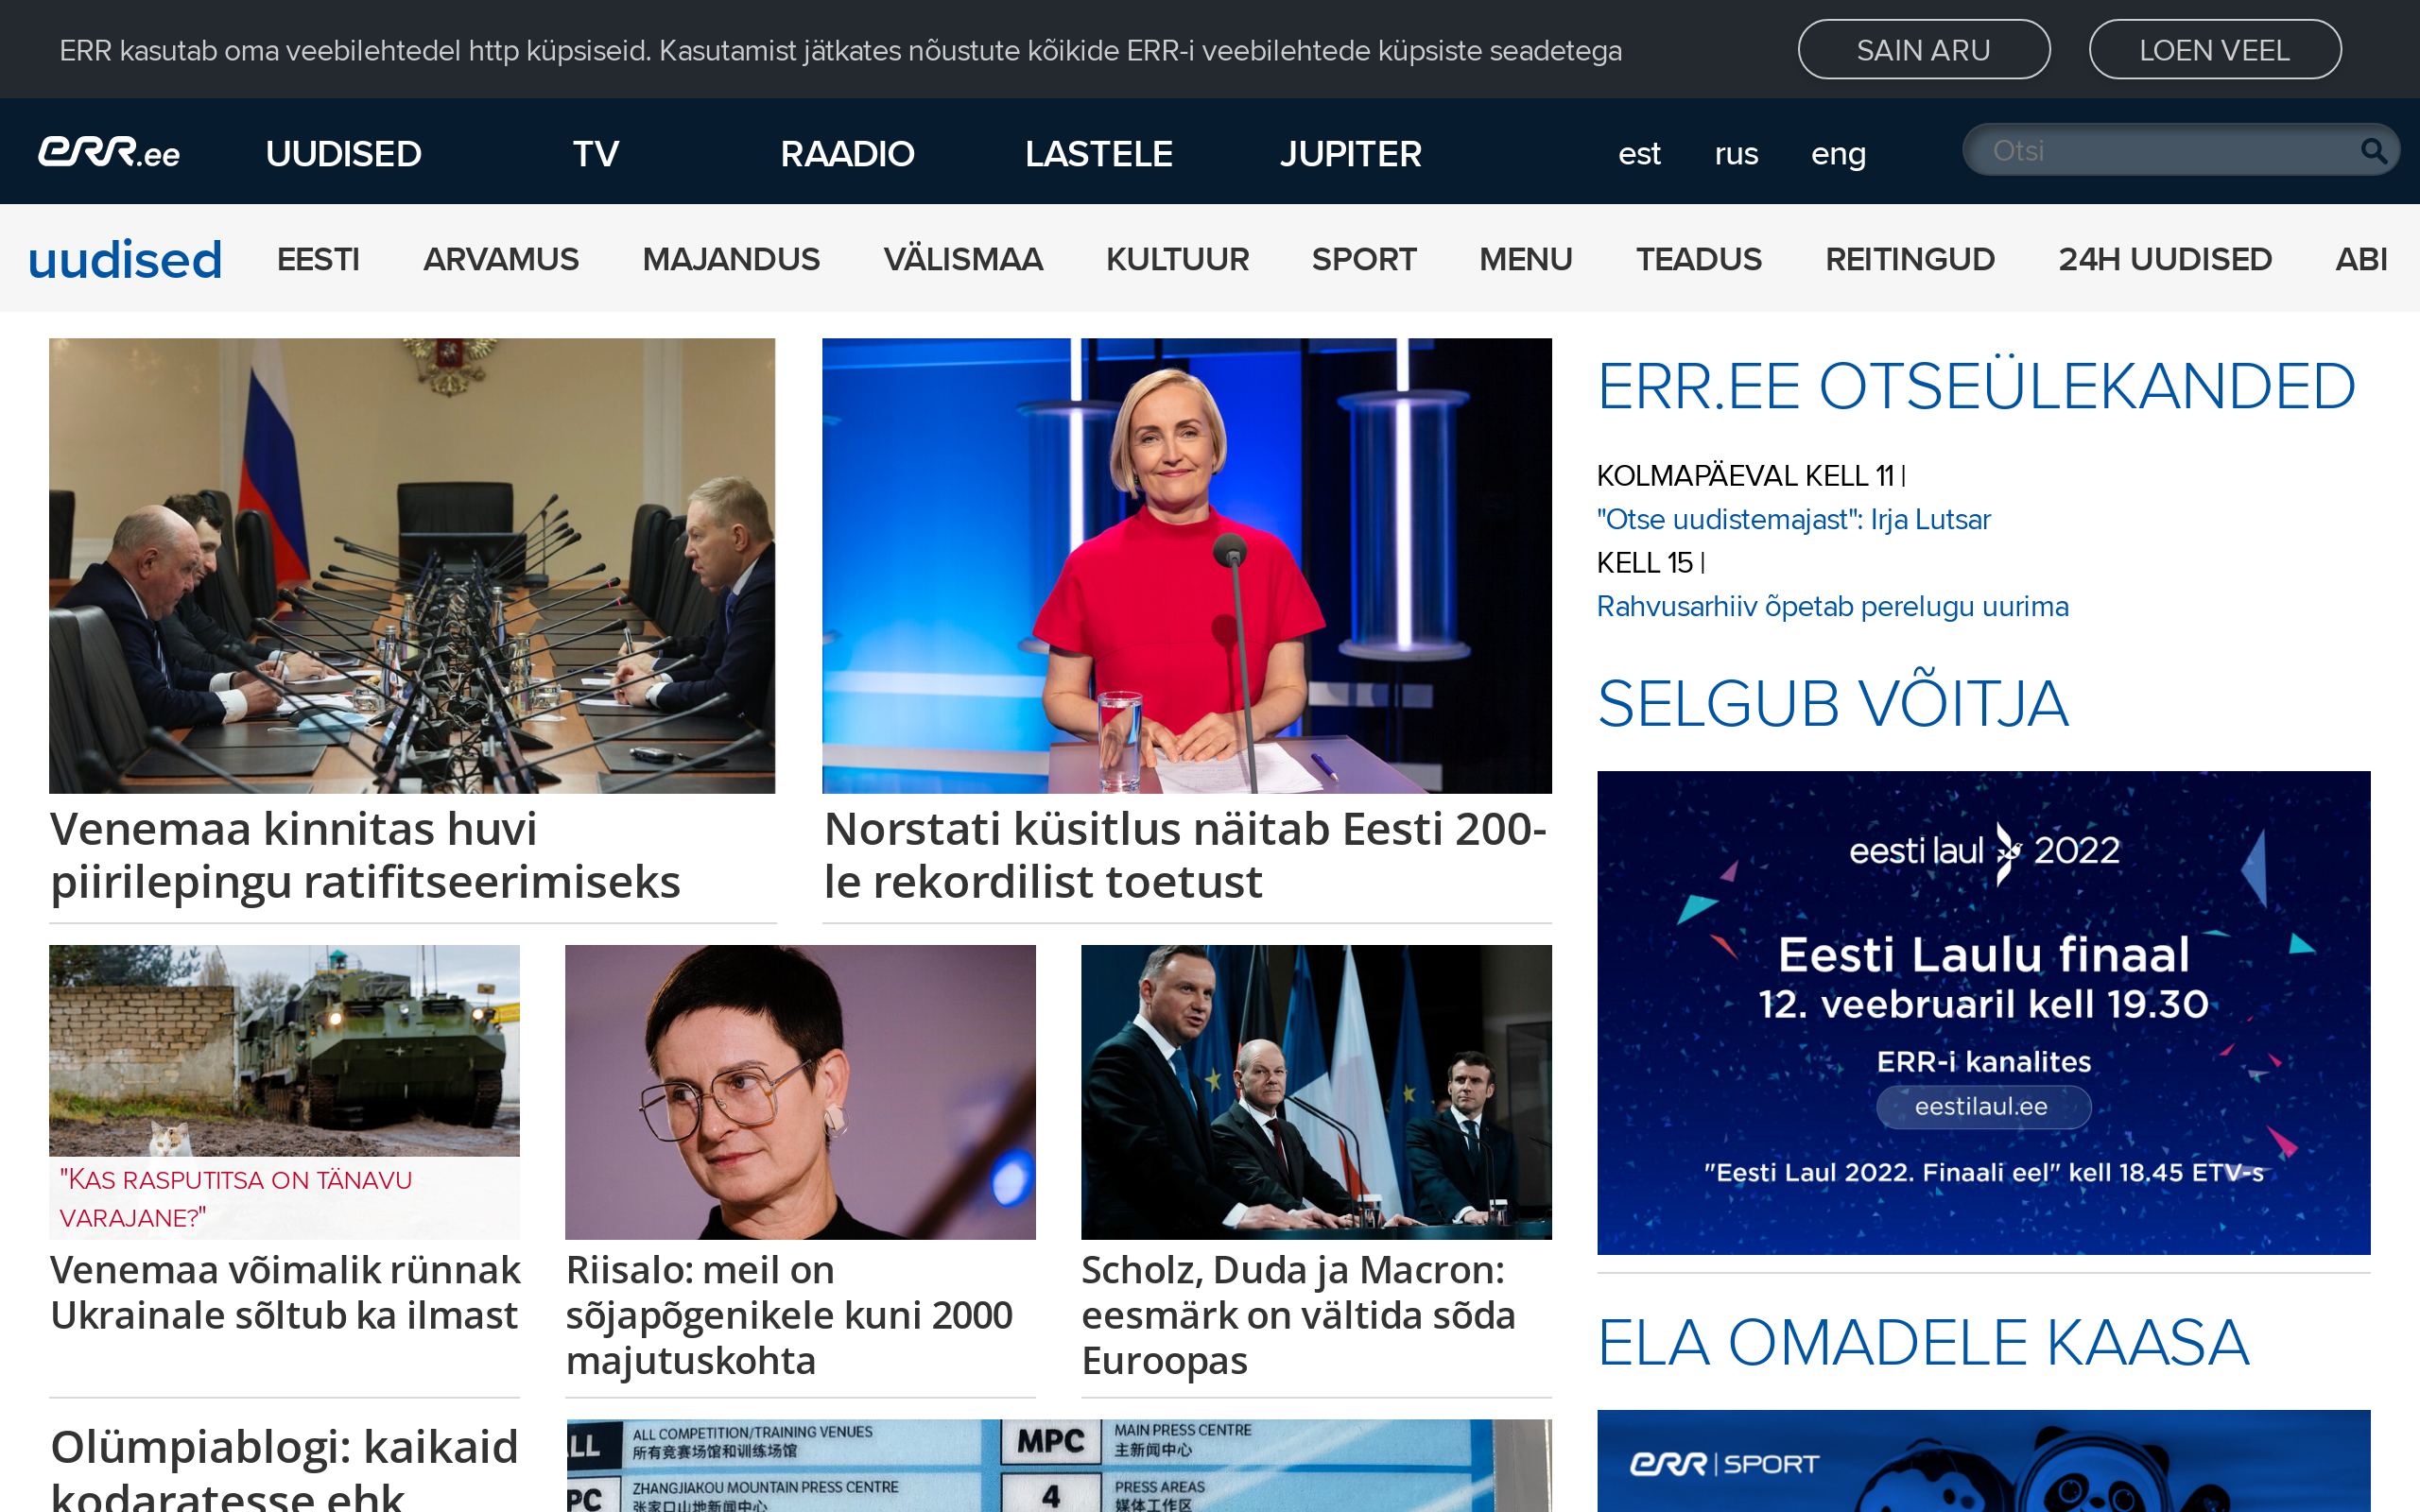 ERR kasutab oma veebilehtedel http küpsiseid. Kasutamist jätkates nõustute kõikide ERR-i veebilehtede küpsiste seadetega
SAIN ARU
LOEN VEEL
err.ee
UUDISED
TV
RAADIO
LASTELE
JUPITER
est
rus
eng
Otsi
uudised
EESTI
ARVAMUS
MAJANDUS
VÄLISMAA
KULTUUR
SPORT
MENU
TEADUS
REITINGUD
24H UUDISED
ABI
Venemaa kinnitas huvi
piirilepingu ratifitseerimiseks
Norstati küsitlus näitab Eesti 200-
le rekordilist toetust
"KAS RASPUTITSA ON TÄNAVU
VARAJANE?"
Venemaa võimalik rünnak
Ukrainale sõltub ka ilmast
Riisalo: meil on
sõjapõgenikele kuni 2000
majutuskohta
Scholz, Duda ja Macron:
eesmärk on vältida sõda
Euroopas
Olümpiablogi: kaikaid
kodaratesse ehk
LL
ALL COMPETITION/TRAINING VENUES
所有竞赛场馆和训练场馆
MPC
MAIN PRESS CENTRE
主新闻中心
PC
ZHANGJIAKOU MOUNTAIN PRESS CENTRE
张家口山地新闻中心
4
PRESS AREAS
媒体工作区
ERR.EE OTSEÜLEKANDED
KOLMAPÄEVAL KELL 11 |
"Otse uudistemajast": Irja Lutsar
KELL 15 |
Rahvusarhiiv õpetab perelugu uurima
SELGUB VÕITJA
eesti laul 2022
Eesti Laulu finaal
12. veebruaril kell 19.30
ERR-i kanalites
eestilaul.ee
"Eesti Laul 2022. Finaali eel" kell 18.45 ETV-s
ELA OMADELE KAASA
err | SPORT